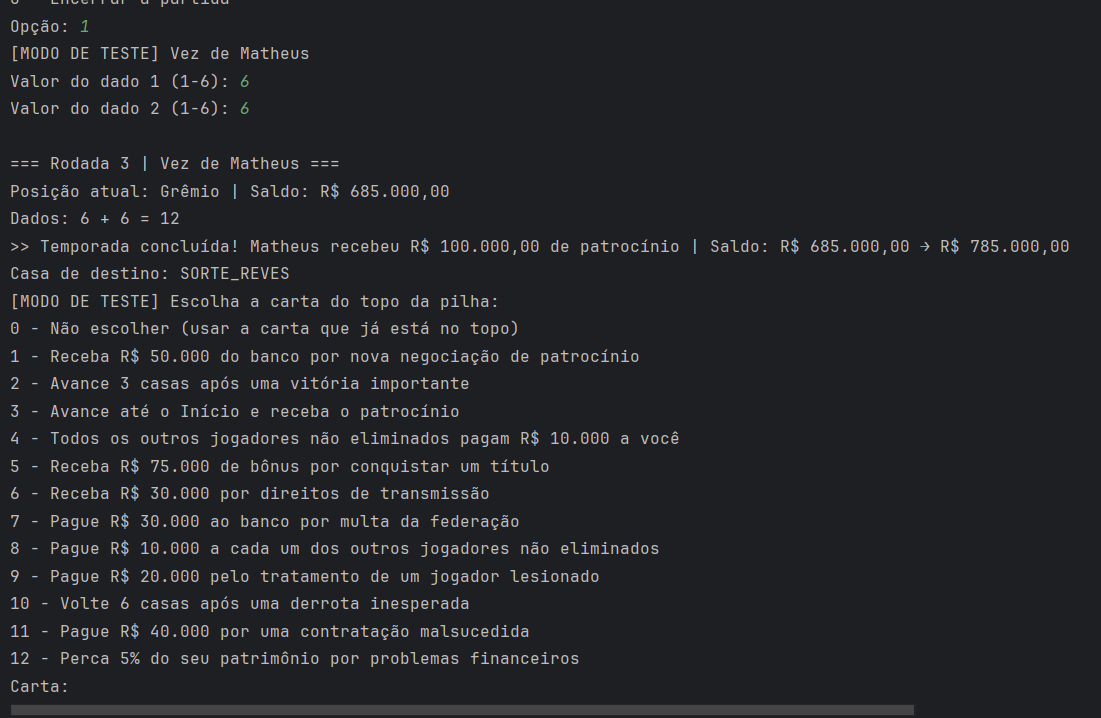 0 - Encerrar a partida
Opção: 1
[MODO DE TESTE] Vez de Matheus
Valor do dado 1 (1-6): 6
Valor do dado 2 (1-6): 6
=== Rodada 3 | Vez de Matheus ===
Posição atual: Grêmio | Saldo: R$ 685.000,00
Dados: 6 + 6 = 12
>> Temporada concluída! Matheus recebeu R$ 100.000,00 de patrocínio | Saldo: R$ 685.000,00 → R$ 785.000,00
Casa de destino: SORTE_REVES
[MODO DE TESTE] Escolha a carta do topo da pilha:
0 - Não escolher (usar a carta que já está no topo)
1 - Receba R$ 50.000 do banco por nova negociação de patrocínio
2 - Avance 3 casas após uma vitória importante
3 - Avance até o Início e receba o patrocínio
4 - Todos os outros jogadores não eliminados pagam R$ 10.000 a você
5 - Receba R$ 75.000 de bônus por conquistar um título
6 - Receba R$ 30.000 por direitos de transmissão
7 - Pague R$ 30.000 ao banco por multa da federação
8 - Pague R$ 10.000 a cada um dos outros jogadores não eliminados
9 - Pague R$ 20.000 pelo tratamento de um jogador lesionado
10 - Volte 6 casas após uma derrota inesperada
11 - Pague R$ 40.000 por uma contratação malsucedida
12 - Perca 5% do seu patrimônio por problemas financeiros
Carta: